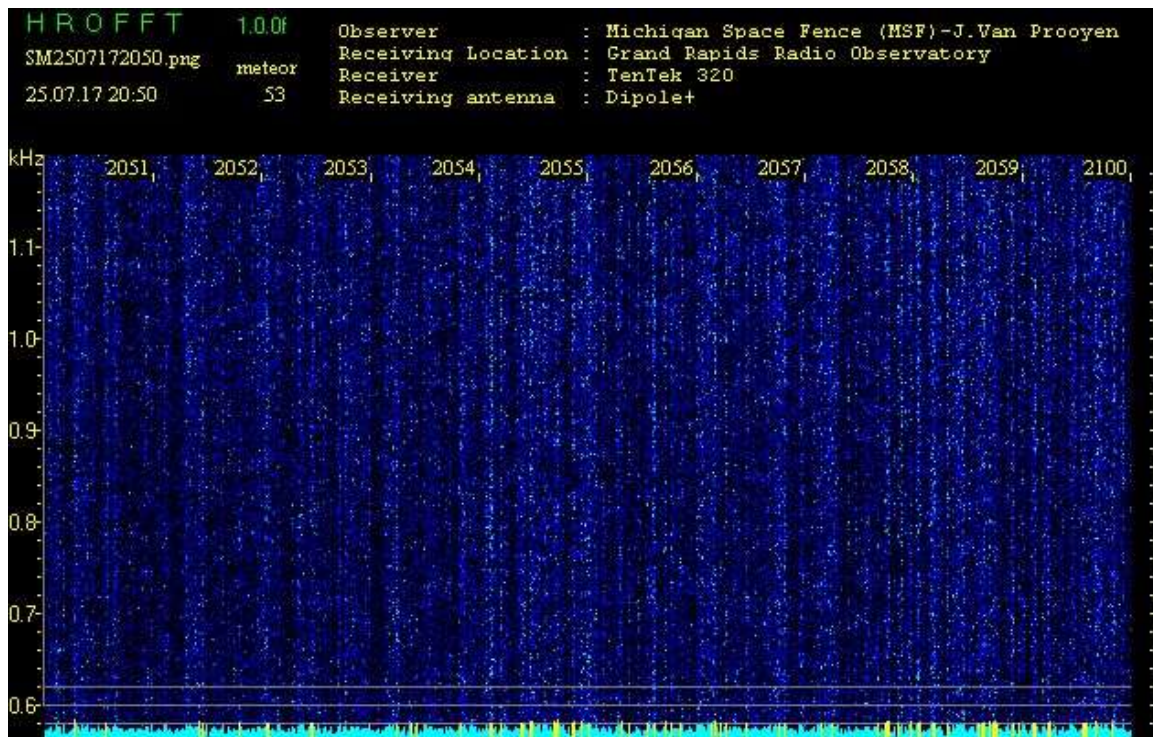 H R O F F T 1.0.0f
SM2507172050.png meteor
25.07.17 20:50 53
Observer : Michigan Space Fence (MSF)-J.Van Prooyen
Receiving Location : Grand Rapids Radio Observatory
Receiver : TenTek 320
Receiving antenna : Dipole+
kHz 2051 2052 2053 2054 2055 2056 2057 2058 2059 2100
1.1
1.0
0.9
0.8
0.7
0.6